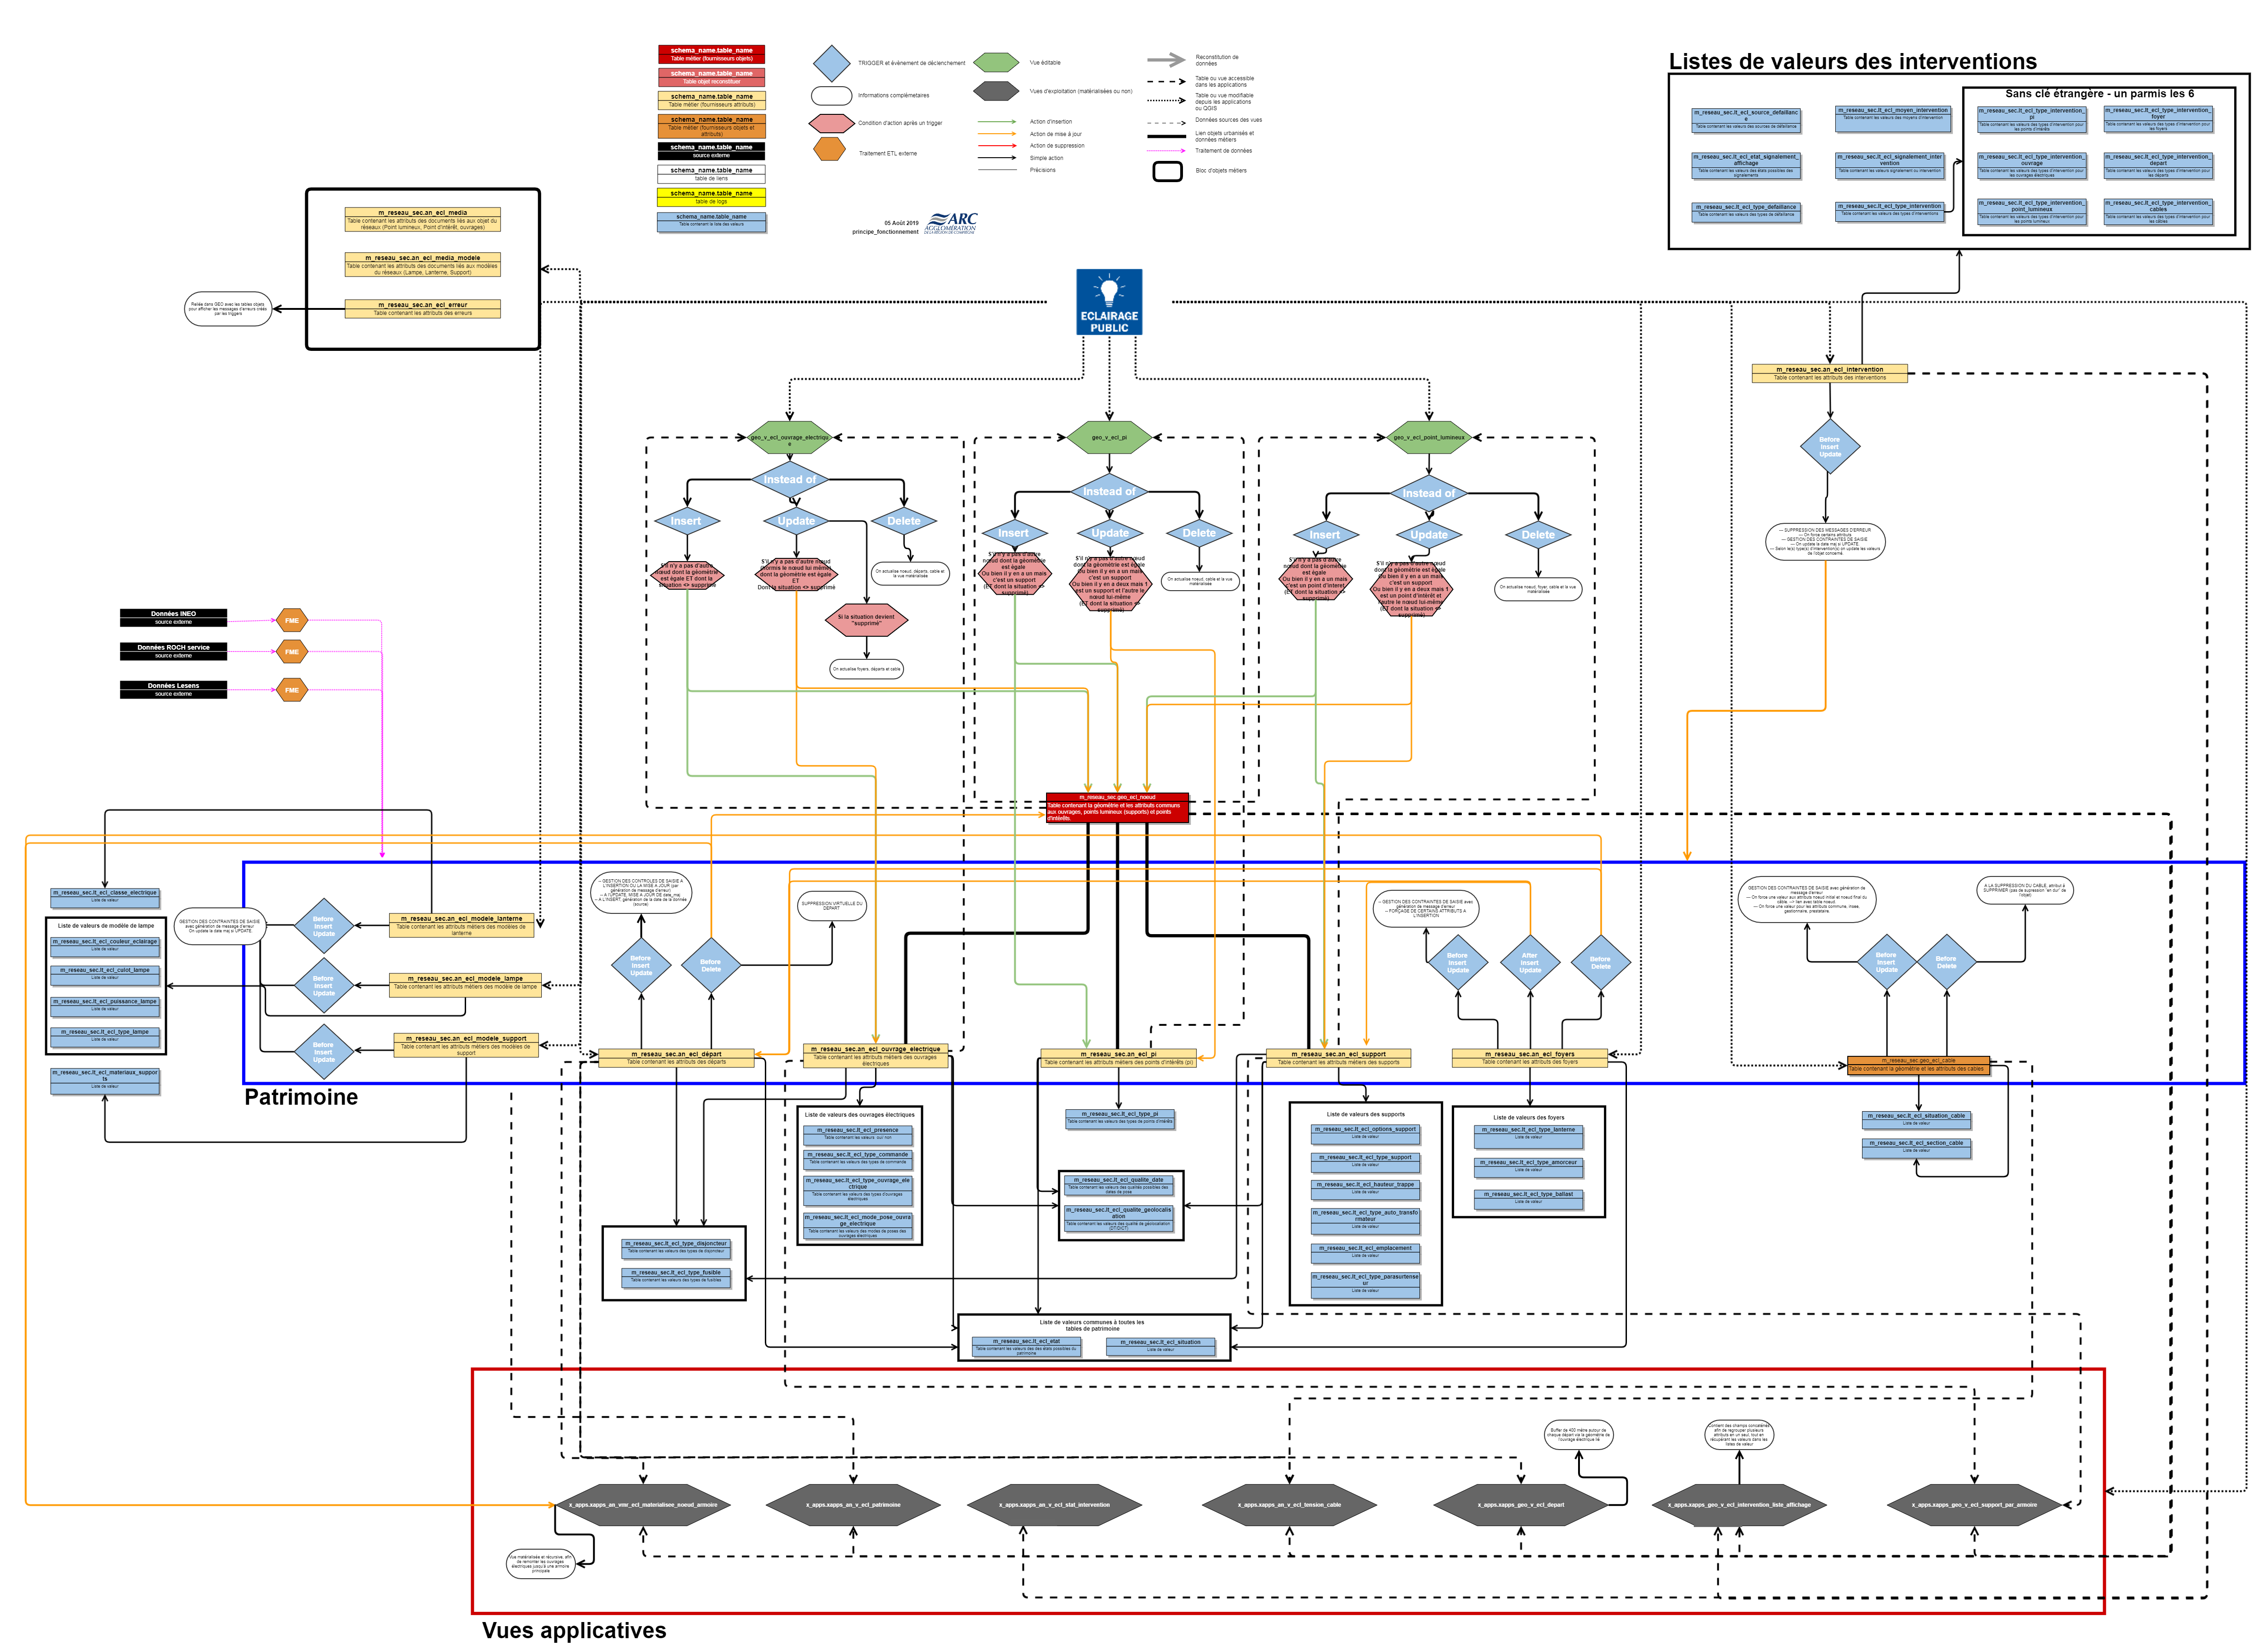 schema_name.table_name
Table métier (fournisseurs objets)
schema_name.table_name
Table objet reconstituer
schema_name.table_name
Table métier (fournisseurs attributs)
schema_name.table_name
Table métier (fournisseurs objets et
attributs)
schema_name.table_name
source externe
schema_name.table_name
table de liens
schema_name.table_name
table de logs
schema_name.table_name
Table contenant la liste des valeurs
TRIGGER et évènement de déclenchement
Informations complémetaires
Condition d'action après un trigger
Traitement ETL externe
Vue éditable
Vues d'exploitation (matérialisées ou non)
Action d'insertion
Action de mise à jour
Action de suppression
Simple action
Précisions
Reconstitution de
données
Table ou vue accessible
dans les applications
Table ou vue modifiable
depuis les applications
ou QGIS
Données sources des vues
Lien objets urbanisés et
données métiers
Traitement de données
Bloc d'objets métiers
05 Août 2019
principe_fonctionnement
ARC
AGGLOMÉRATION
DE LA RÉGION DE COMPIÈGNE
Listes de valeurs des interventions
Sans clé étrangère - un parmis les 6
m_reseau_sec.lt_ecl_source_defaillanc
e
Table contenant les valeurs des sources de défaillance
m_reseau_sec.lt_ecl_moyen_intervention
Table contenant les valeurs des moyens d'intervention
m_reseau_sec.lt_ecl_type_intervention_
pi
Table contenant les valeurs des types d'intervention pour
les points d'intérêts
m_reseau_sec.lt_ecl_type_intervention_
foyer
Table contenant les valeurs des types d'intervention pour
les foyers
m_reseau_sec.lt_ecl_etat_signalement_
affichage
Table contenant les valeurs des états possibles des
signalements
m_reseau_sec.lt_ecl_signalement_inter
vention
Table contenant les valeurs signalement ou intervention
m_reseau_sec.lt_ecl_type_intervention_
ouvrage
Table contenant les valeurs des types d'intervention pour
les ouvrages électriques
m_reseau_sec.lt_ecl_type_intervention_
depart
Table contenant les valeurs des types d'intervention pour
les départs
m_reseau_sec.lt_ecl_type_defaillance
Table contenant les valeurs des types de défaillance
m_reseau_sec.lt_ecl_type_intervention
Table contenant les valeurs des types d'interventions
m_reseau_sec.lt_ecl_type_intervention_
point_lumineux
Table contenant les valeurs des types d'intervention pour
les points lumineux
m_reseau_sec.lt_ecl_type_intervention_
cables
Table contenant les valeurs des types d'intervention pour
les câbles
m_reseau_sec.an_ecl_media
Table contenant les attributs des documents liés aux objet du
réseaux (Point lumineux, Point d'intérêt, ouvrages)
m_reseau_sec.an_ecl_media_modele
Table contenant les attributs des documents liés aux modèles
du réseaux (Lampe, Lanterne, Support)
m_reseau_sec.an_ecl_erreur
Table contenant les attributs des erreurs
Reliée dans GEO avec les tables objets
pour afficher les messages d'erreurs créés
par les triggers
ECLAIRAGE
PUBLIC
m_reseau_sec.an_ecl_intervention
Table contenant les attributs des interventions
Before
Insert
Update
--- SUPPRESSION DES MESSAGES D'ERREUR
--- On force certains attributs
--- GESTION DES CONTRAINTES DE SAISIE
--- On update la date maj si UPDATE.
--- Selon le(s) type(s) d'intervention(s) on update les valeurs
de l'objet concerné.
geo_v_ecl_ouvrage_electriqu
e
geo_v_ecl_pi
geo_v_ecl_point_lumineux
Instead of
Instead of
Instead of
Insert
Update
Delete
Insert
Update
Delete
Insert
Update
Delete
S'il n'y a pas d'autre
nœud dont la géométrie
est égale ET dont la
situation <> supprimé
S'il n'y a pas d'autre nœud
hormis le nœud lui même,
dont la géométrie est égale
ET
Dont la situation <> supprimé
On actualise nœud, départs, cable et
la vue matérialisée
Si la situation devient
"supprimé"
On actualise foyers, départs et cable
S'il n'y a pas d'autre
nœud dont la géométrie
est égale
Ou bien il y en a un mais
c'est un support
(ET dont la situation <>
supprimé)
S'il n'y a pas d'autre nœud
dont la géométrie est égale
Ou bien il y en a un mais
c'est un support
Ou bien il y en a deux mais 1
est un support et l'autre le
nœud lui-même
(ET dont la situation <>
supprimé)
On actualise nœud, cable et la vue
matérialisée
S'il n'y a pas d'autre
nœud dont la géométrie
est égale
Ou bien il y en a un mais
c'est un point d'interet
(ET dont la situation <>
supprimé)
S'il n'y a pas d'autre nœud
dont la géométrie est égale
Ou bien il y en a un mais
c'est un support
Ou bien il y en a deux mais 1
est un point d'intérêt et
l'autre le nœud lui-même
(ET dont la situation <>
supprimé)
On actualise nœud, foyer, cable et la vue
matérialisée
Données INEO
source externe
FME
Données ROCH service
source externe
FME
Données Lesens
source externe
FME
m_reseau_sec.geo_ecl_noeud
Table contenant la géométrie et les attributs communs
aux ouvrages, points lumineux (supports) et points
d'intérêts.
Patrimoine
m_reseau_sec.lt_ecl_classe_electrique
Liste de valeur
Liste de valeurs de modèle de lampe
m_reseau_sec.lt_ecl_couleur_eclairage
Liste de valeur
m_reseau_sec.lt_ecl_culot_lampe
Liste de valeur
m_reseau_sec.lt_ecl_puissance_lampe
Liste de valeur
m_reseau_sec.lt_ecl_type_lampe
Liste de valeur
m_reseau_sec.lt_ecl_materiaux_suppor
ts
Liste de valeur
GESTION DES CONTRAINTES DE SAISIE
avec génération de message d'erreur
On update la date maj si UPDATE.
Before
Insert
Update
m_reseau_sec.an_ecl_modele_lanterne
Table contenant les attributs métiers des modèles de
lanterne
Before
Insert
Update
m_reseau_sec.an_ecl_modele_lampe
Table contenant les attributs métiers des modèle de lampe
Before
Insert
Update
m_reseau_sec.an_ecl_modele_support
Table contenant les attributs métiers des modèles de
support
-- GESTION DES CONTROLES DE SAISIE A
L'INSERTION OU LA MISE A JOUR (par
génération de message d'erreur)
-- A l'UPDATE, MISE A JOUR DE date_maj
-- A L'INSERT, génération de la date de la donnée
(source)
SUPPRESSION VIRTUELLE DU
DEPART
Before
Insert
Update
Before
Delete
-- GESTION DES CONTRAINTES DE SAISIE avec
génération de message d'erreur
-- FORÇAGE DE CERTAINS ATTRIBUTS A
L'INSERTION
Before
Insert
Update
After
Insert
Update
Before
Delete
GESTION DES CONTRAINTES DE SAISIE avec génération de
message d'erreur
--- On force une valeur aux attributs noeud initial et noeud final du
câble. --> lien avec table noeud.
--- On force une valeur pour les attributs commune, insee,
gestionnaire, prestataire.
A LA SUPPRESSION DU CABLE, attribut à
SUPPRIMER (pas de supression "en dur" de
l'objet)
Before
Insert
Update
Before
Delete
m_reseau_sec.an_ecl_départ
Table contenant les attributs des départs
m_reseau_sec.an_ecl_ouvrage_electrique
Table contenant les attributs métiers des ouvrages
électriques
m_reseau_sec.an_ecl_pi
Table contenant les attributs métiers des points d'intérêts (pi)
m_reseau_sec.an_ecl_support
Table contenant les attributs métiers des supports
m_reseau_sec.an_ecl_foyers
Table contenant les attributs des foyers
m_reseau_sec.geo_ecl_cable
Table contenant la géométrie et les attributs des cables
Liste de valeurs des ouvrages électriques
m_reseau_sec.lt_ecl_presence
Table contenant les valeurs oui/ non
m_reseau_sec.lt_ecl_type_commande
Table contenant les valeurs des types de commande
m_reseau_sec.lt_ecl_type_ouvrage_ele
ctrique
Table contenant les valeurs des types d'ouvrages
électriques
m_reseau_sec.lt_ecl_mode_pose_ouvra
ge_electrique
Table contenant les valeurs des modes de poses des
ouvrages électriques
m_reseau_sec.lt_ecl_type_disjoncteur
Table contenant les valeurs des types de disjoncteur
m_reseau_sec.lt_ecl_type_fusible
Table contenant les valeurs des types de fusibles
m_reseau_sec.lt_ecl_type_pi
Table contenant les valeurs des types de points d'intérêts
m_reseau_sec.lt_ecl_qualite_date
Table contenant les valeurs des qualités possibles des
dates de pose
m_reseau_sec.lt_ecl_qualite_geolocalis
ation
Table contenant les valeurs des qualité de géolocalisation
(DT/DICT)
Liste de valeurs des supports
m_reseau_sec.lt_ecl_options_support
Liste de valeur
m_reseau_sec.lt_ecl_type_support
Liste de valeur
m_reseau_sec.lt_ecl_hauteur_trappe
Liste de valeur
m_reseau_sec.lt_ecl_type_auto_transfo
rmateur
Liste de valeur
m_reseau_sec.lt_ecl_emplacement
Liste de valeur
m_reseau_sec.lt_ecl_type_parasurtense
ur
Liste de valeur
Liste de valeurs des foyers
m_reseau_sec.lt_ecl_type_lanterne
Liste de valeur
m_reseau_sec.lt_ecl_type_amorceur
Liste de valeur
m_reseau_sec.lt_ecl_type_ballast
Liste de valeur
m_reseau_sec.lt_ecl_situation_cable
Liste de valeur
m_reseau_sec.lt_ecl_section_cable
Liste de valeur
Liste de valeurs communes à toutes les
tables de patrimoine
m_reseau_sec.lt_ecl_etat
Table contenant les valeurs des des états possibles du
patrimoine
m_reseau_sec.lt_ecl_situation
Liste de valeur
Buffer de 400 mètre autour de
chaque départ via la géométrie de
l'ouvrage électrique lié
Contient des champs concaténés
afin de regrouper plusieurs
attributs en un seul, tout en
récupérant les valeurs dans les
listes de valeur
x_apps.xapps_an_vmr_ecl_materialisee_noeud_armoire
x_apps.xapps_an_v_ecl_patrimoine
x_apps.xapps_an_v_ecl_stat_intervention
x_apps.xapps_an_v_ecl_tension_cable
x_apps.xapps_geo_v_ecl_depart
x_apps.xapps_geo_v_ecl_intervention_liste_affichage
x_apps.xapps_geo_v_ecl_support_par_armoire
Vue matérialisée et récursive, afin
de remonter les ouvrages
électriques jusqu'à une armoire
principale
Vues applicatives